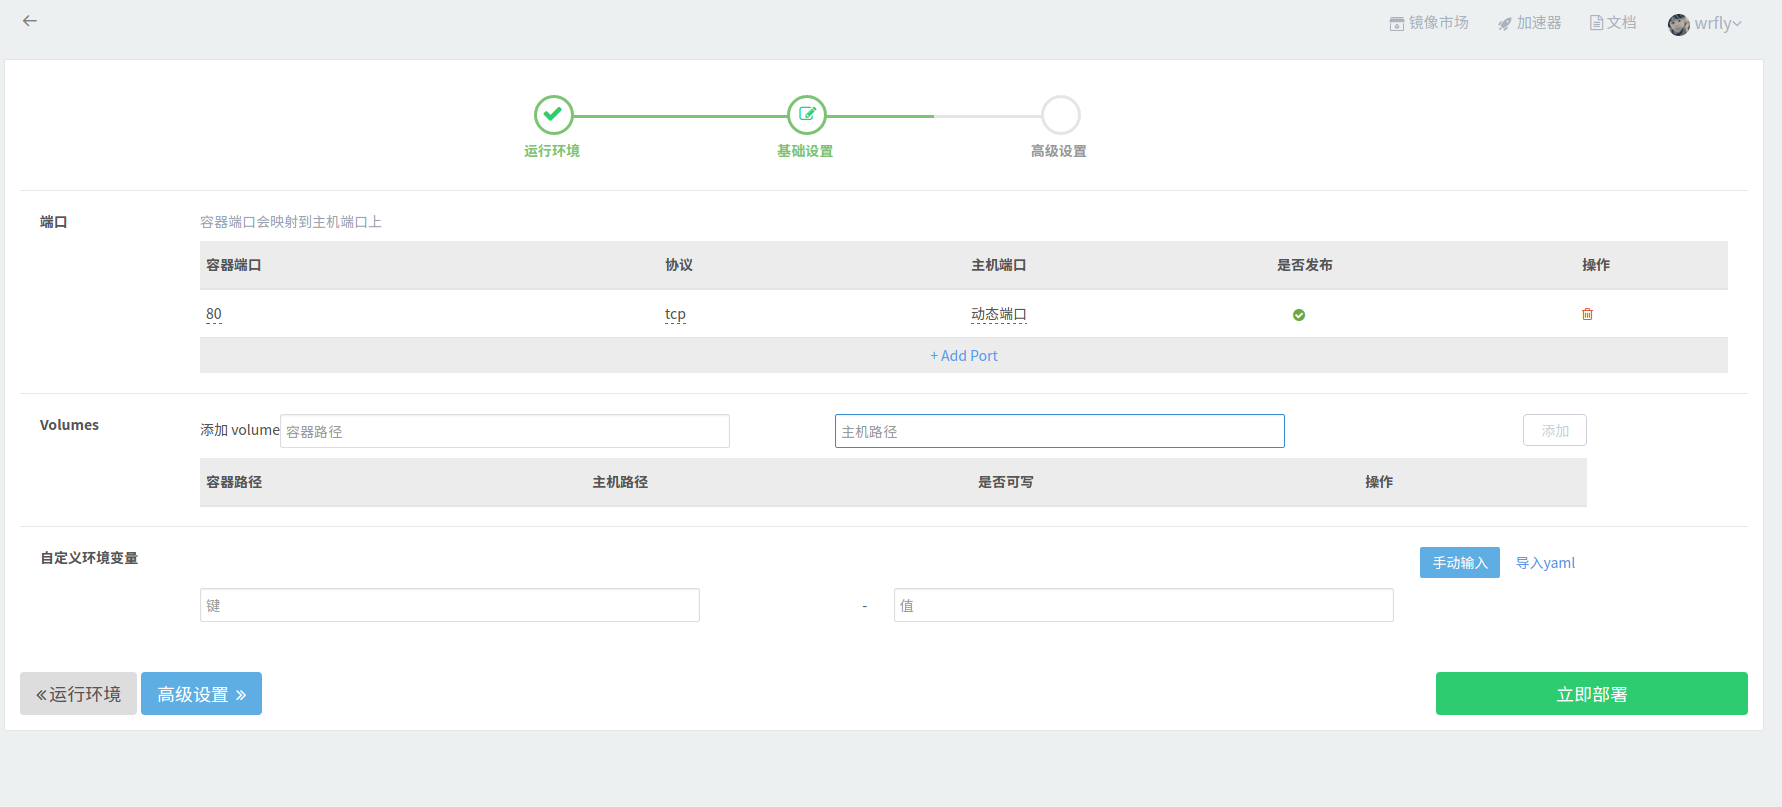 镜像市场 加速器 文档 wrfly
运行环境 基础设置 高级设置
端口 容器端口会映射到主机端口上
容器端口 协议 主机端口 是否发布 操作
80 tcp 动态端口
+ Add Port
Volumes 添加 volume 容器路径 主机路径 添加
容器路径 主机路径 是否可写 操作
自定义环境变量 手动输入 导入yaml
键 - 值
«运行环境 高级设置 » 立即部署